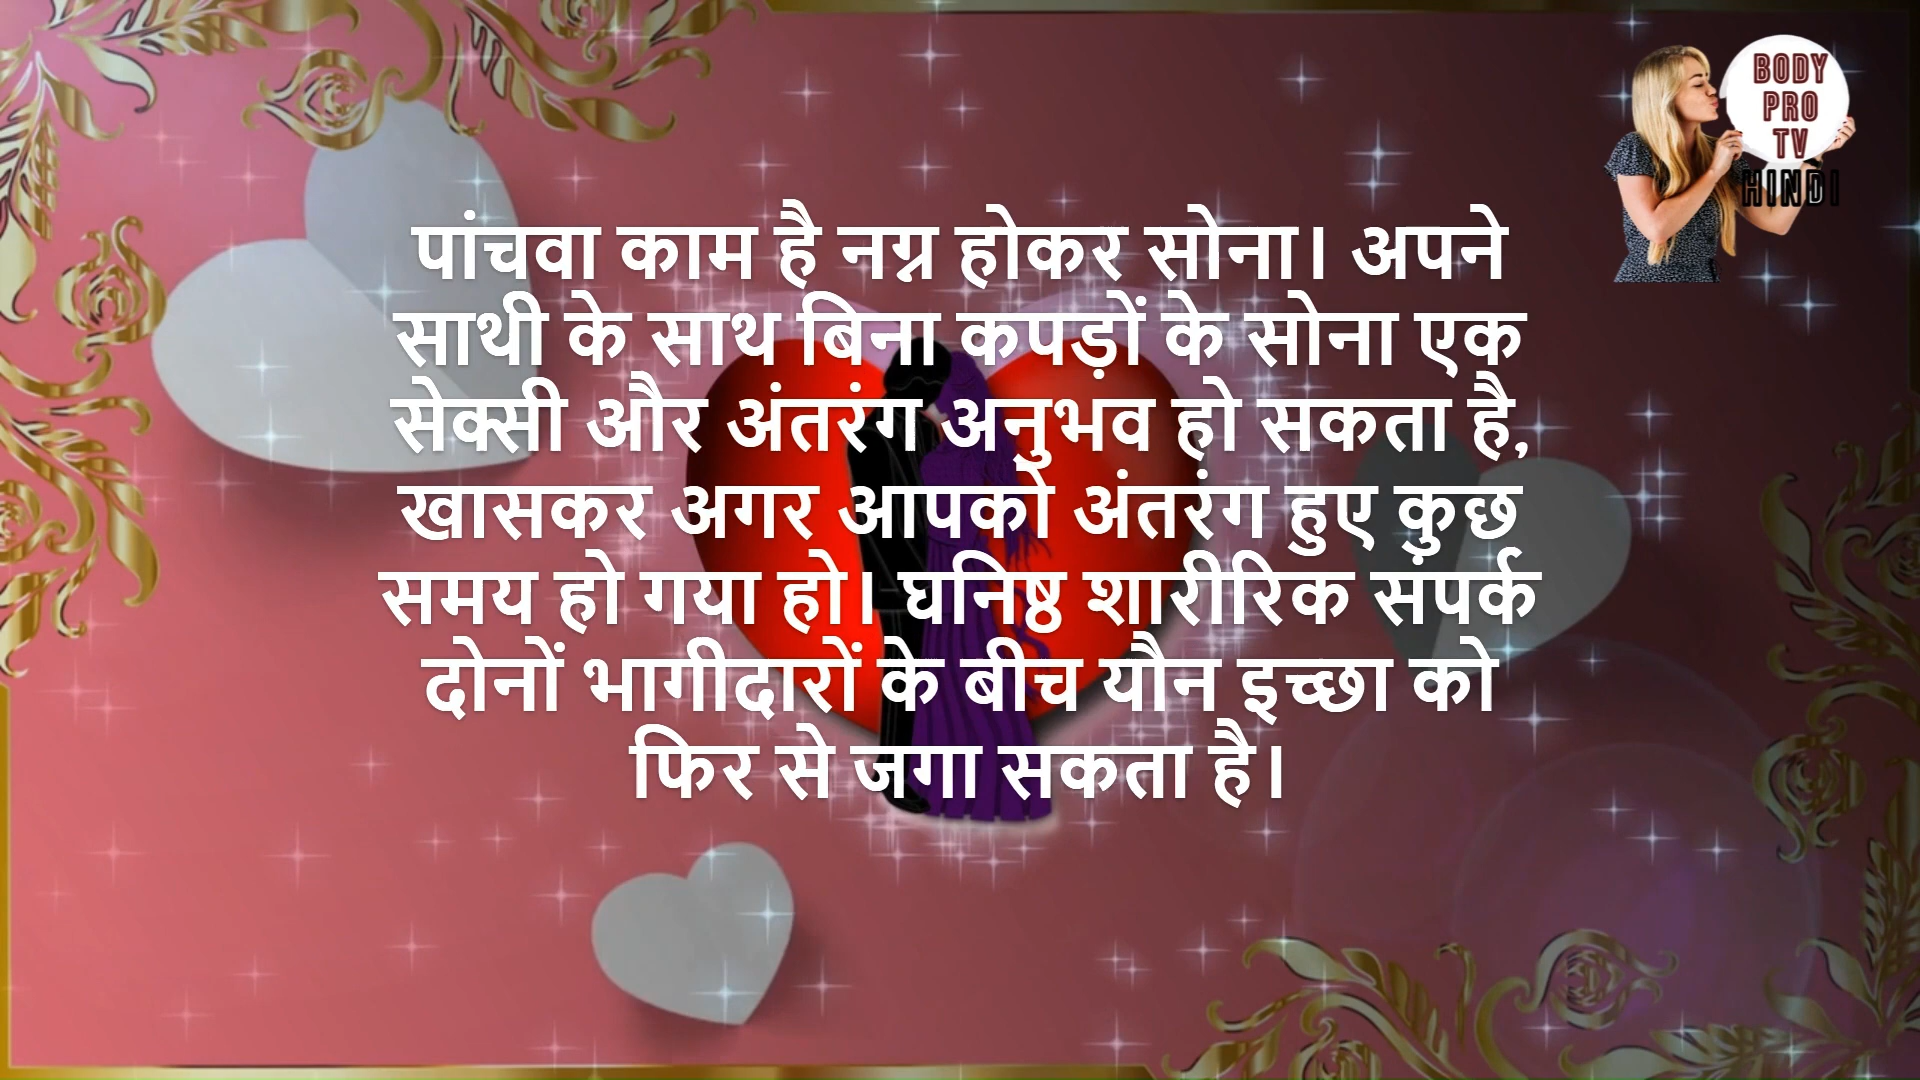 BODY
PRO
TV
HINDI
पांचवा काम है नग्न होकर सोना। अपने
साथी के साथ बिना कपड़ों के सोना एक
सेक्सी और अंतरंग अनुभव हो सकता है,
खासकर अगर आपको अंतरंग हुए कुछ
समय हो गया हो। घनिष्ठ शारीरिक संपर्क
दोनों भागीदारों के बीच यौन इच्छा को
फिर से जगा सकता है।